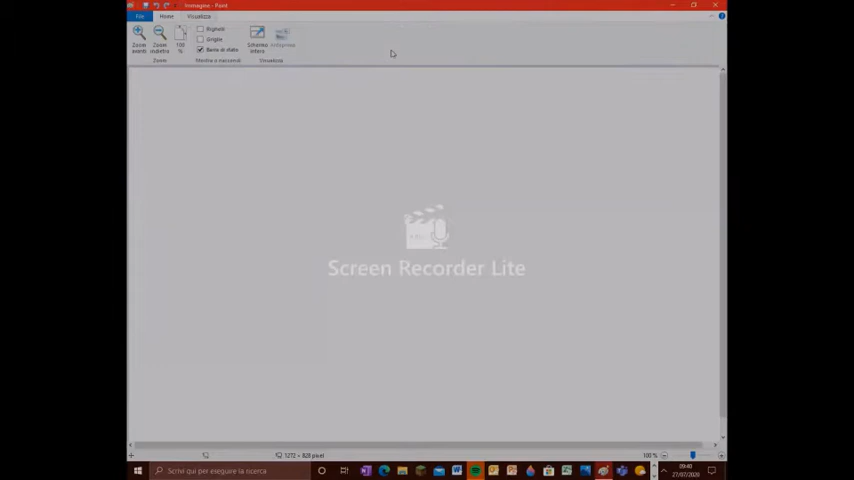 Immagine - Paint
File Home Visualizza
Zoom avanti
Zoom indietro
100 %
Righelli
Griglia
Barra di stato
Schermo intero
Anteprima
Zoom
Mostra o nascondi
Visualizza
Screen Recorder Lite
1272 × 828 pixel
100 %
Scrivi qui per eseguire la ricerca
09:40
27/07/2020